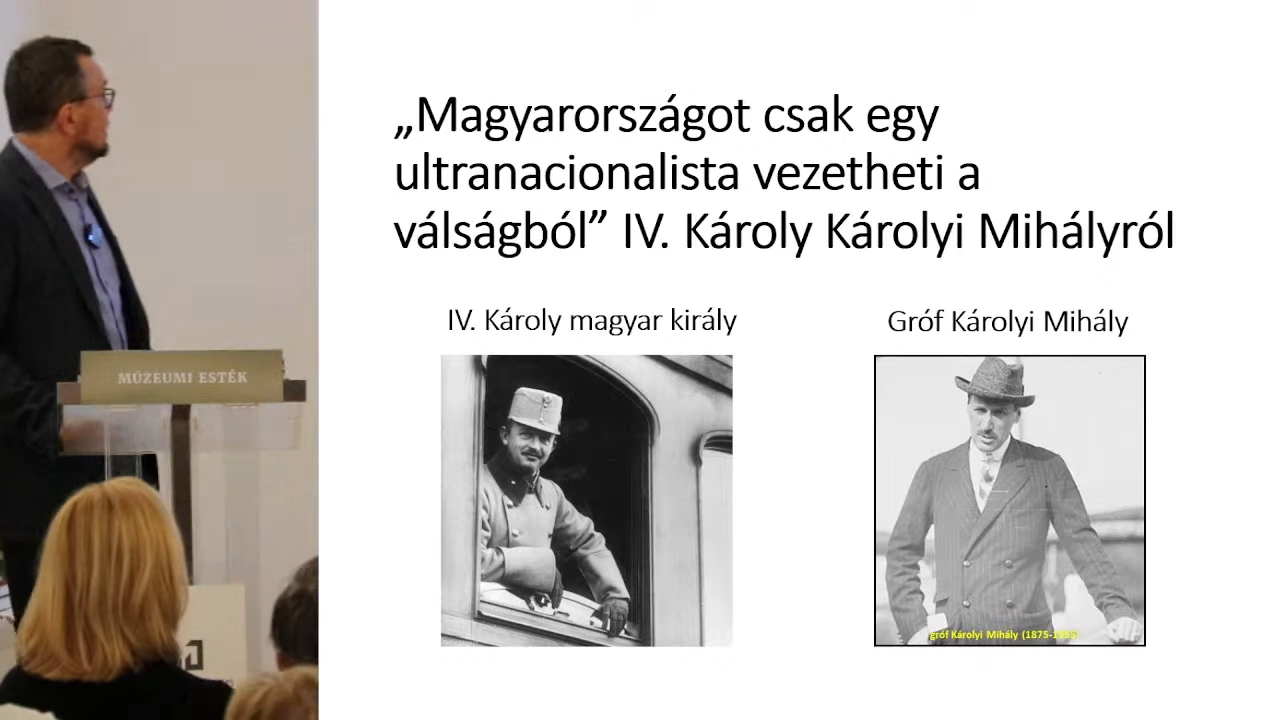 „Magyarországot csak egy
ultranacionalista vezetheti a
válságból” IV. Károly Károlyi Mihályról
IV. Károly magyar király
Gróf Károlyi Mihály
MÚZEUMI ESTÉK
gróf Károlyi Mihály (1875-1955)